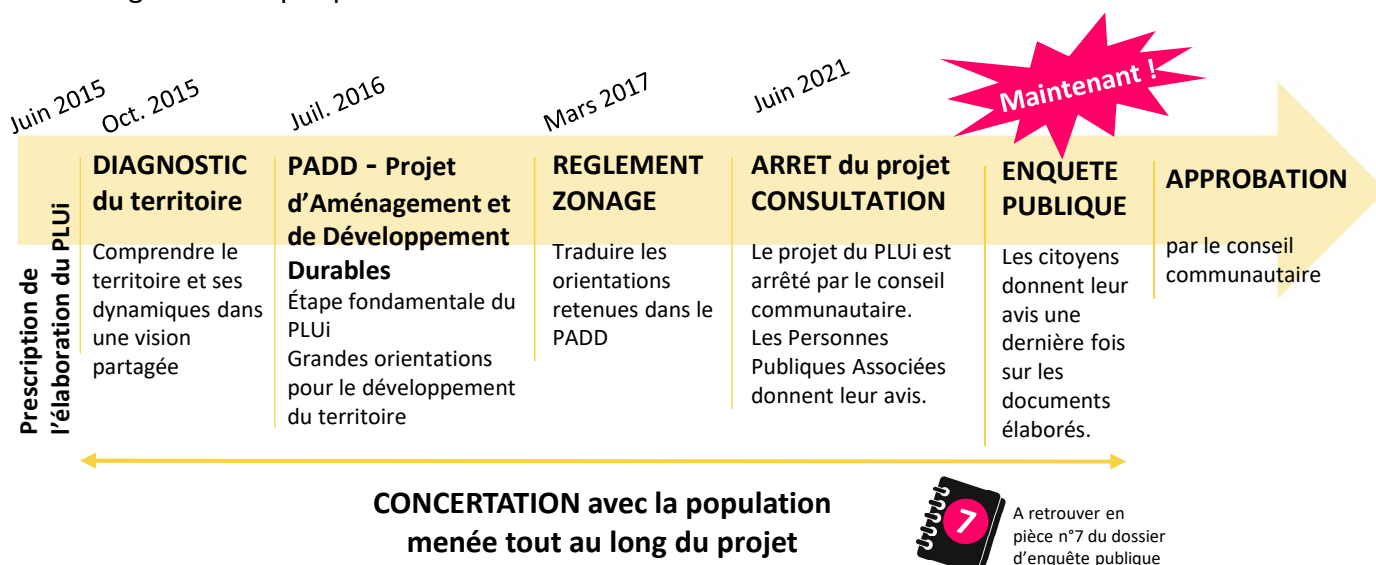 Juin 2015
Oct. 2015
Juil. 2016
Mars 2017
Juin 2021
Maintenant !
Prescription de
l'élaboration du PLUi
DIAGNOSTIC
du territoire
Comprendre le
territoire et ses
dynamiques dans
une vision
partagée
PADD - Projet
d'Aménagement et
de Développement
Durables
Étape fondamentale du
PLUi
Grandes orientations
pour le développement
du territoire
REGLEMENT
ZONAGE
Traduire les
orientations
retenues dans le
PADD
ARRET du projet
CONSULTATION
Le projet du PLUi est
arrêté par le conseil
communautaire.
Les Personnes
Publiques Associées
donnent leur avis.
ENQUETE
PUBLIQUE
Les citoyens
donnent leur
avis une
dernière fois
sur les
documents
élaborés.
APPROBATION
par le conseil
communautaire
CONCERTATION avec la population
menée tout au long du projet
7
A retrouver en
pièce n°7 du dossier
d'enquête publique